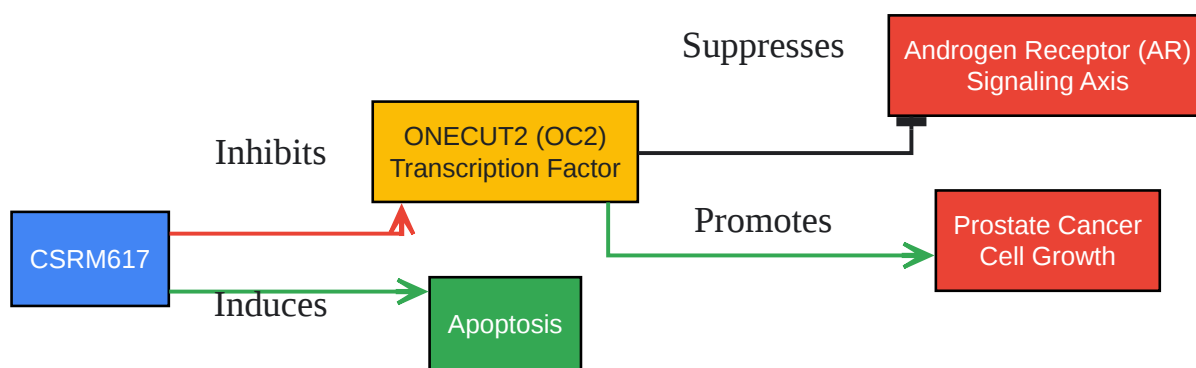 Suppresses
Androgen Receptor (AR)
Signaling Axis
Inhibits
ONECUT2 (OC2)
Transcription Factor
Promotes
Prostate Cancer
Cell Growth
CSRM617
Induces
Apoptosis